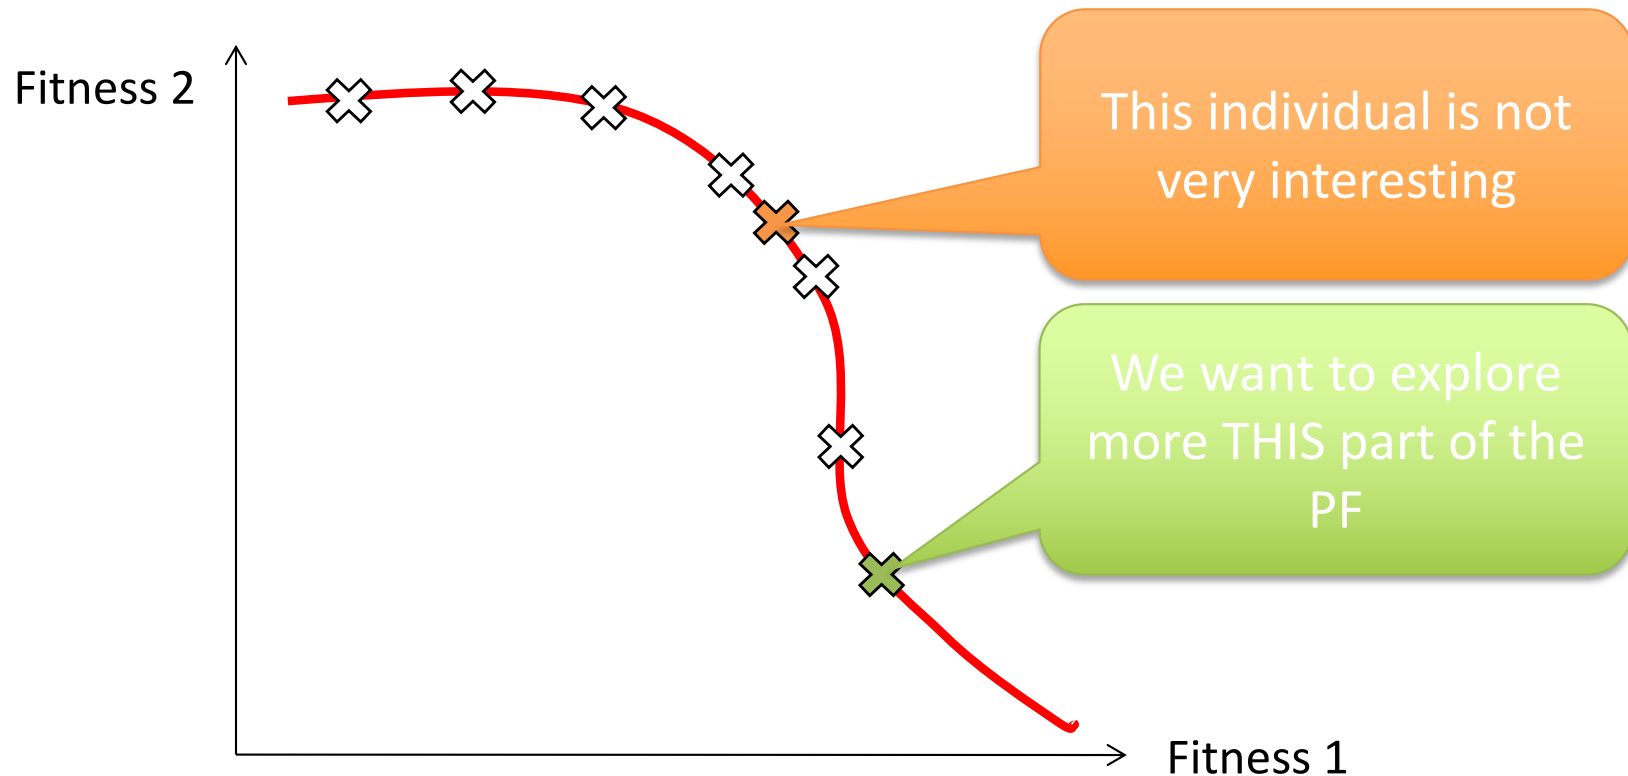 Fitness 2
This individual is not
very interesting
We want to explore
more THIS part of the
PF
Fitness 1